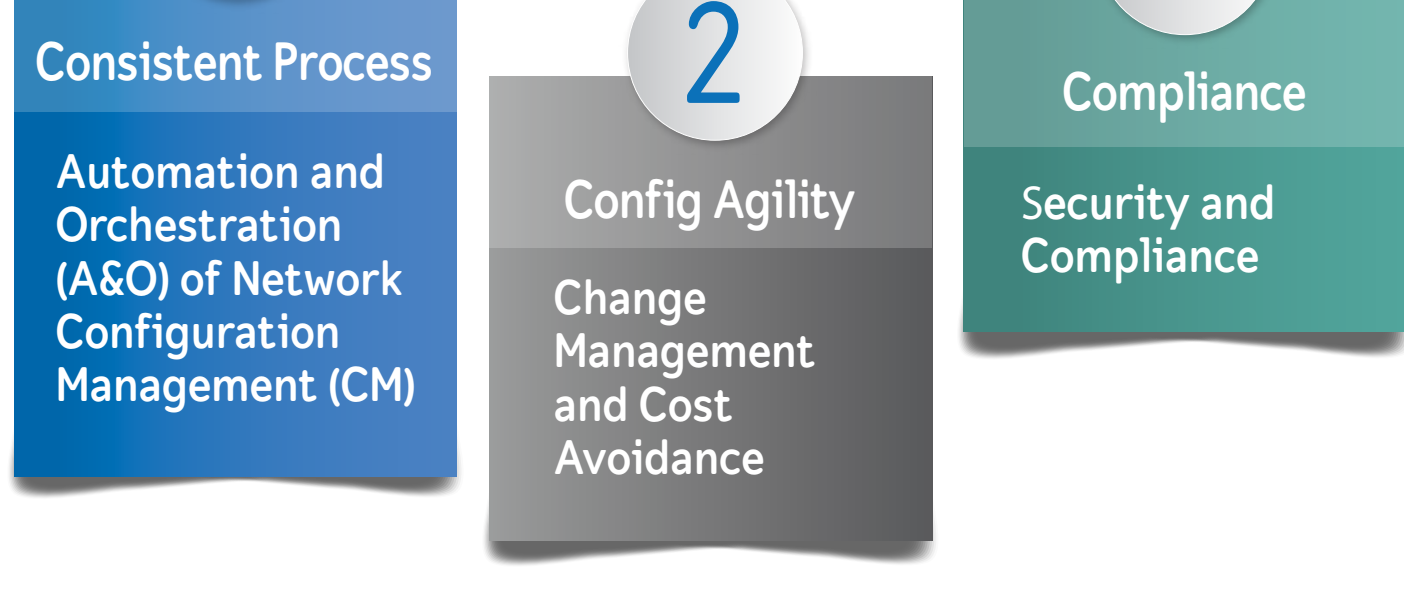 Consistent Process
Automation and
Orchestration
(A&O) of Network
Configuration
Management (CM)
2
Config Agility
Change
Management
and Cost
Avoidance
Compliance
Security and
Compliance